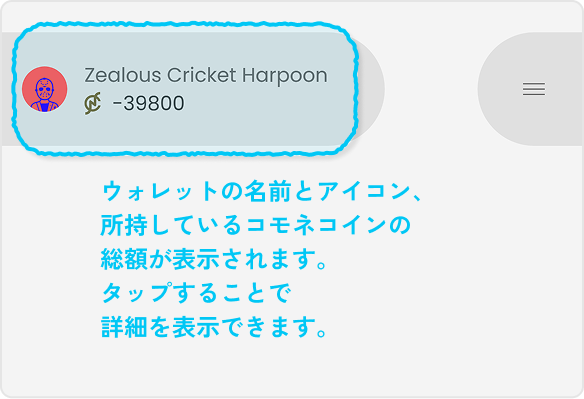 Zealous Cricket Harpoon
-39800
ウォレットの名前とアイコン、
所持しているコモネコインの
総額が表示されます。
タップすることで
詳細を表示できます。